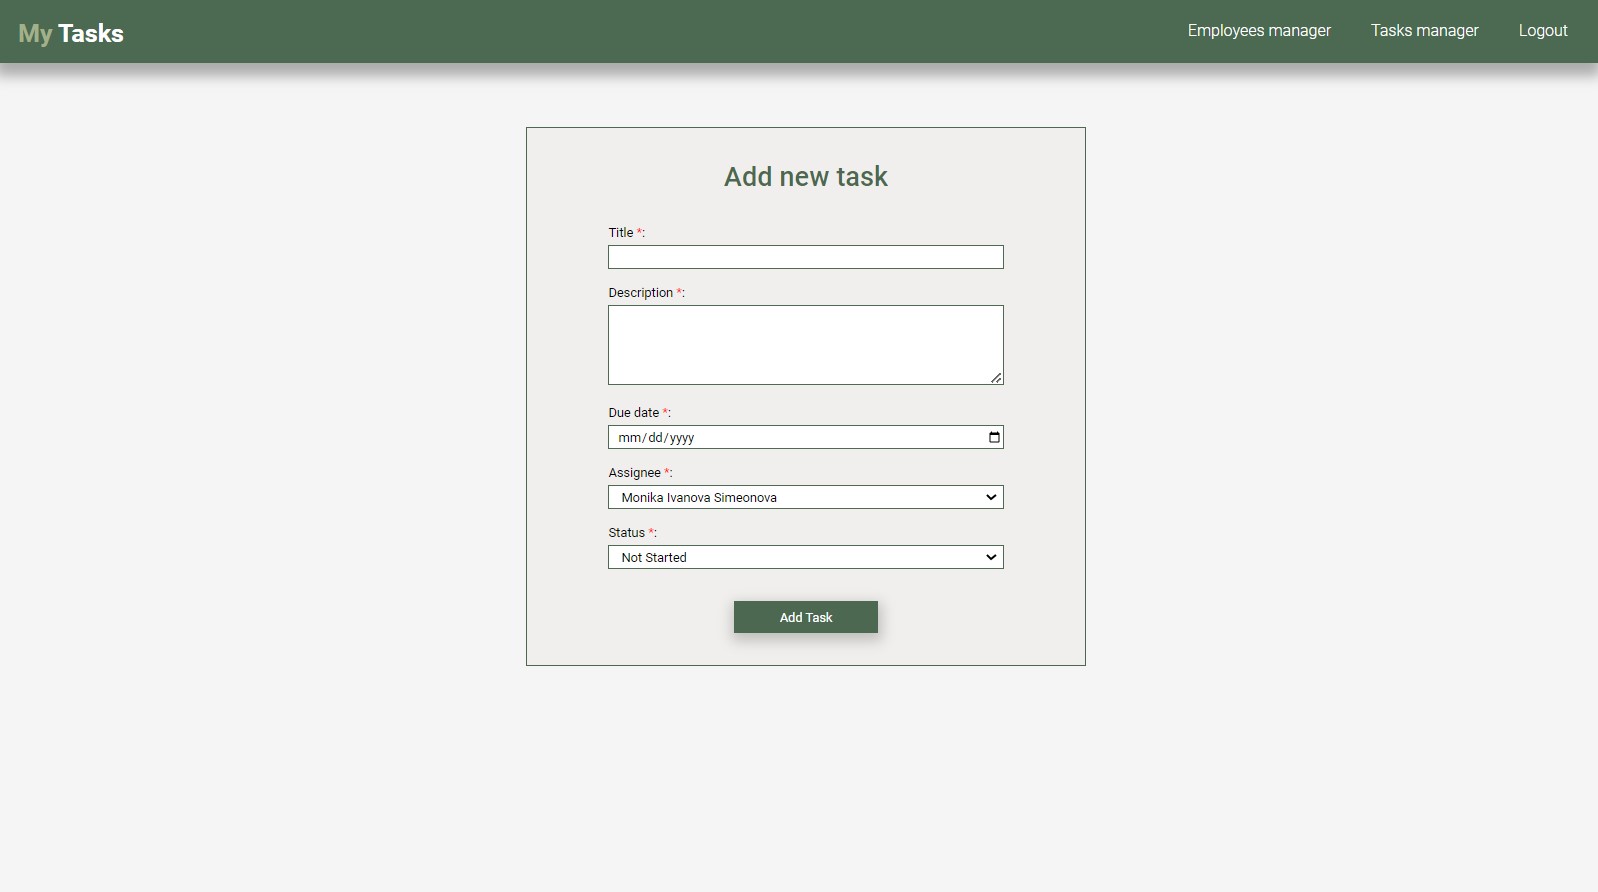 My Tasks
Employees manager
Tasks manager
Logout
Add new task
Title *:
Description *:
Due date *:
mm/dd/yyyy
Assignee *:
Monika Ivanova Simeonova
Status *:
Not Started
Add Task